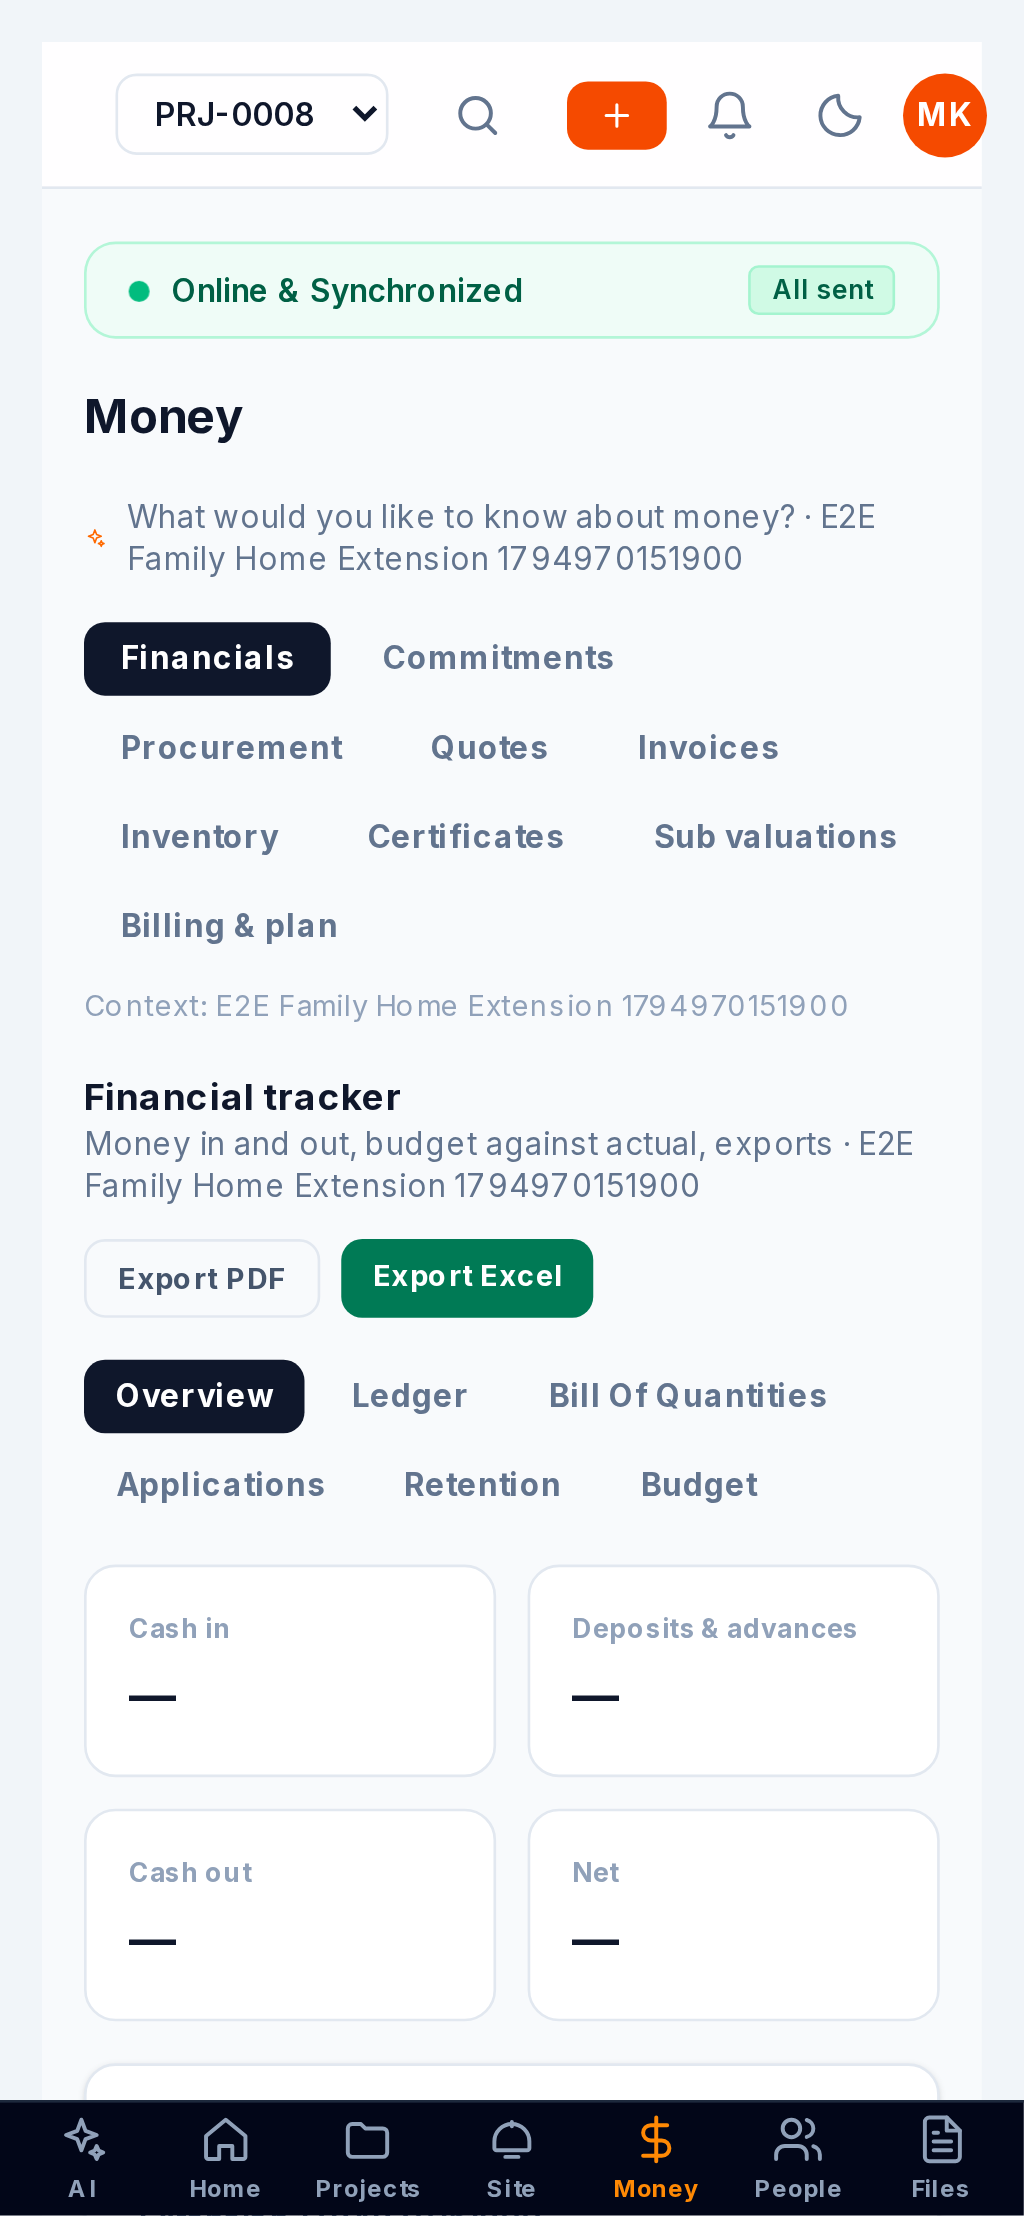 PRJ-0008
MK
Online & Synchronized
All sent
Money
What would you like to know about money? · E2E
Family Home Extension 1794970151900
Financials Commitments
Procurement Quotes Invoices
Inventory Certificates Sub valuations
Billing & plan
Context: E2E Family Home Extension 1794970151900
Financial tracker
Money in and out, budget against actual, exports · E2E
Family Home Extension 1794970151900
Export PDF Export Excel
Overview Ledger Bill Of Quantities
Applications Retention Budget
Cash in Deposits & advances
— —
Cash out Net
— —
AI Home Projects Site Money People Files